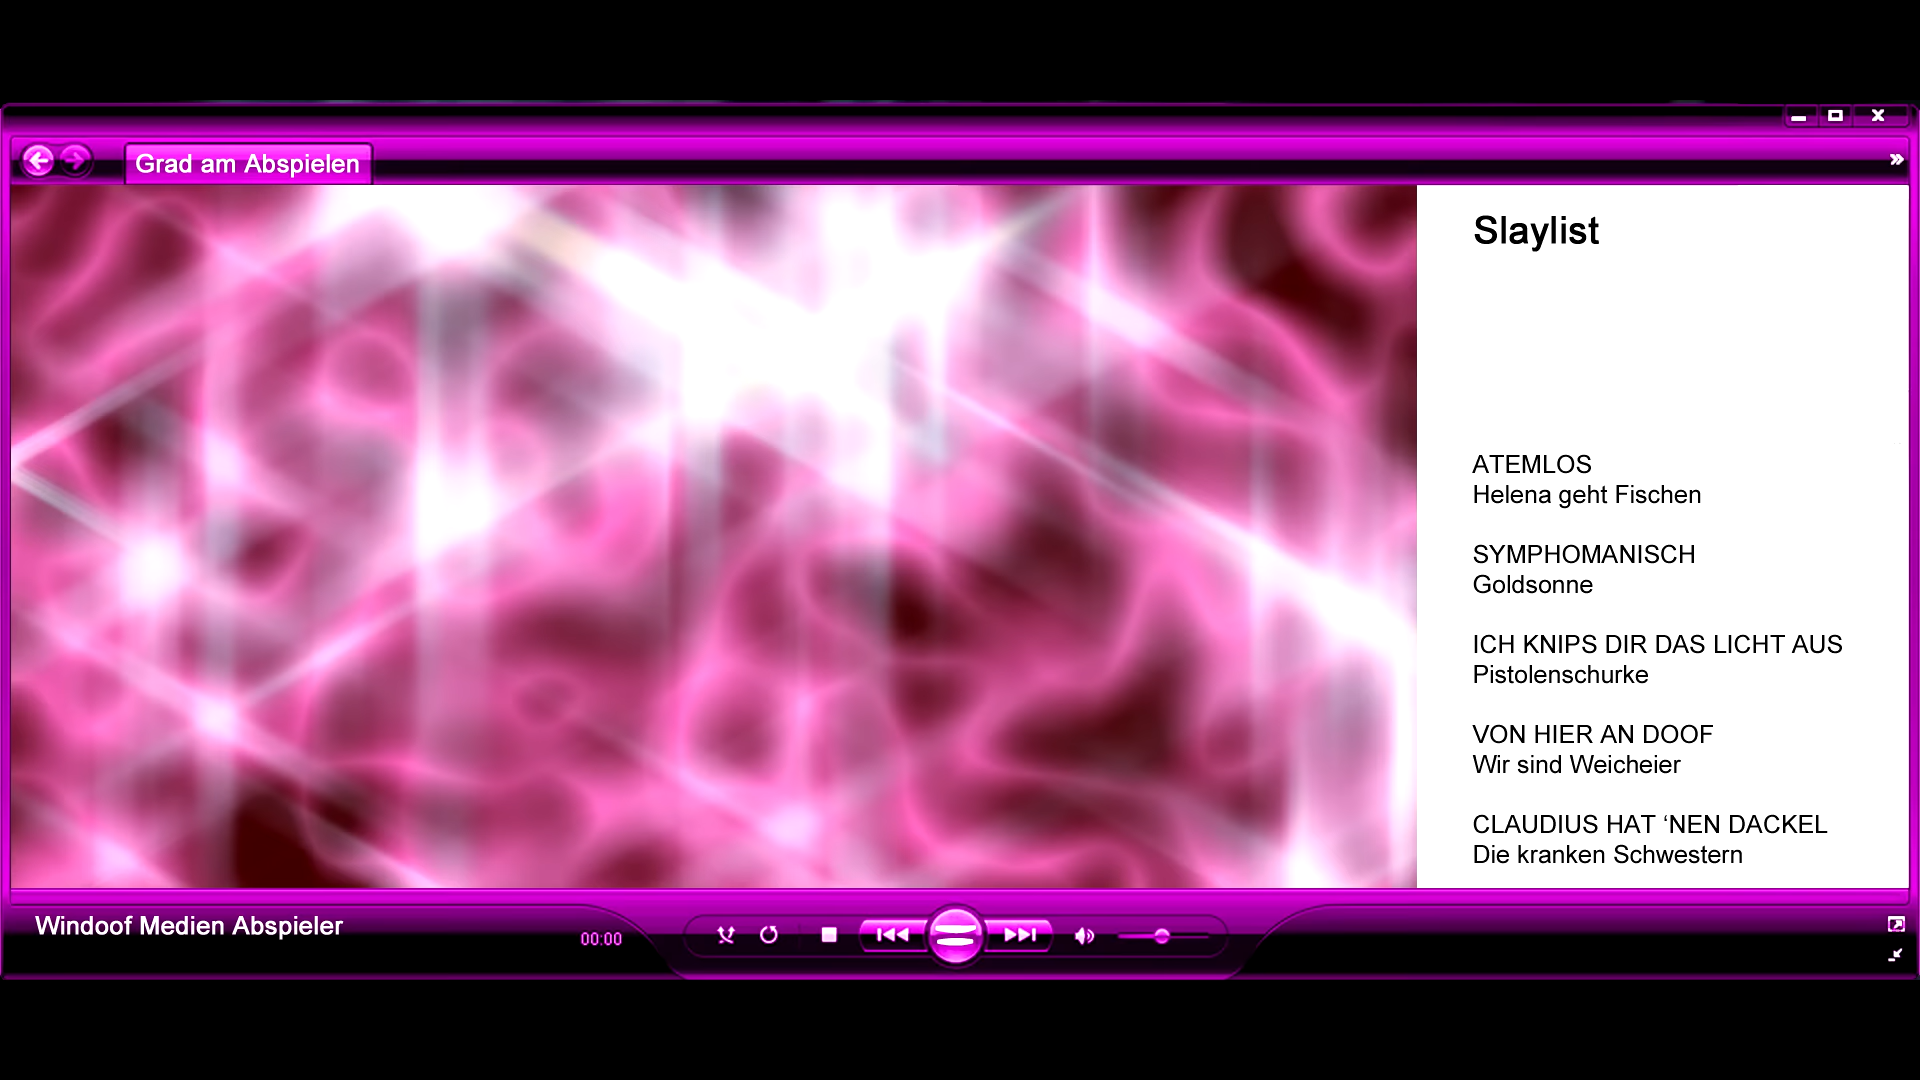 Grad am Abspielen
Slaylist
ATEMLOS
Helena geht Fischen
SYMPHOMANISCH
Goldsonne
ICH KNIPS DIR DAS LICHT AUS
Pistolenschurke
VON HIER AN DOOF
Wir sind Weicheier
CLAUDIUS HAT ‘NEN DACKEL
Die kranken Schwestern
Windoof Medien Abspieler
00:00